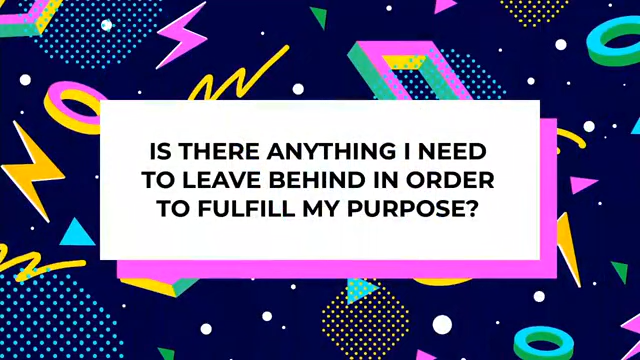 IS THERE ANYTHING I NEED
TO LEAVE BEHIND IN ORDER
TO FULFILL MY PURPOSE?